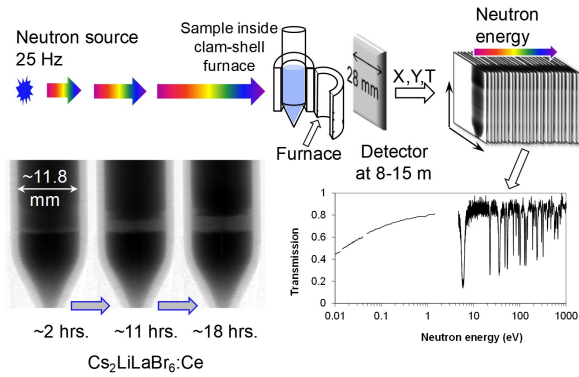 Neutron source
25 Hz
Sample inside
clam-shell
furnace
28 mm
X,Y,T
Neutron
energy
Furnace
Detector
at 8-15 m
~11.8
mm
~2 hrs.
~11 hrs.
~18 hrs.
Cs₂LiLaBr₆:Ce
Transmission
1
0.8
0.6
0.4
0.2
0
0.01
0.1
1
10
100
1000
Neutron energy (eV)